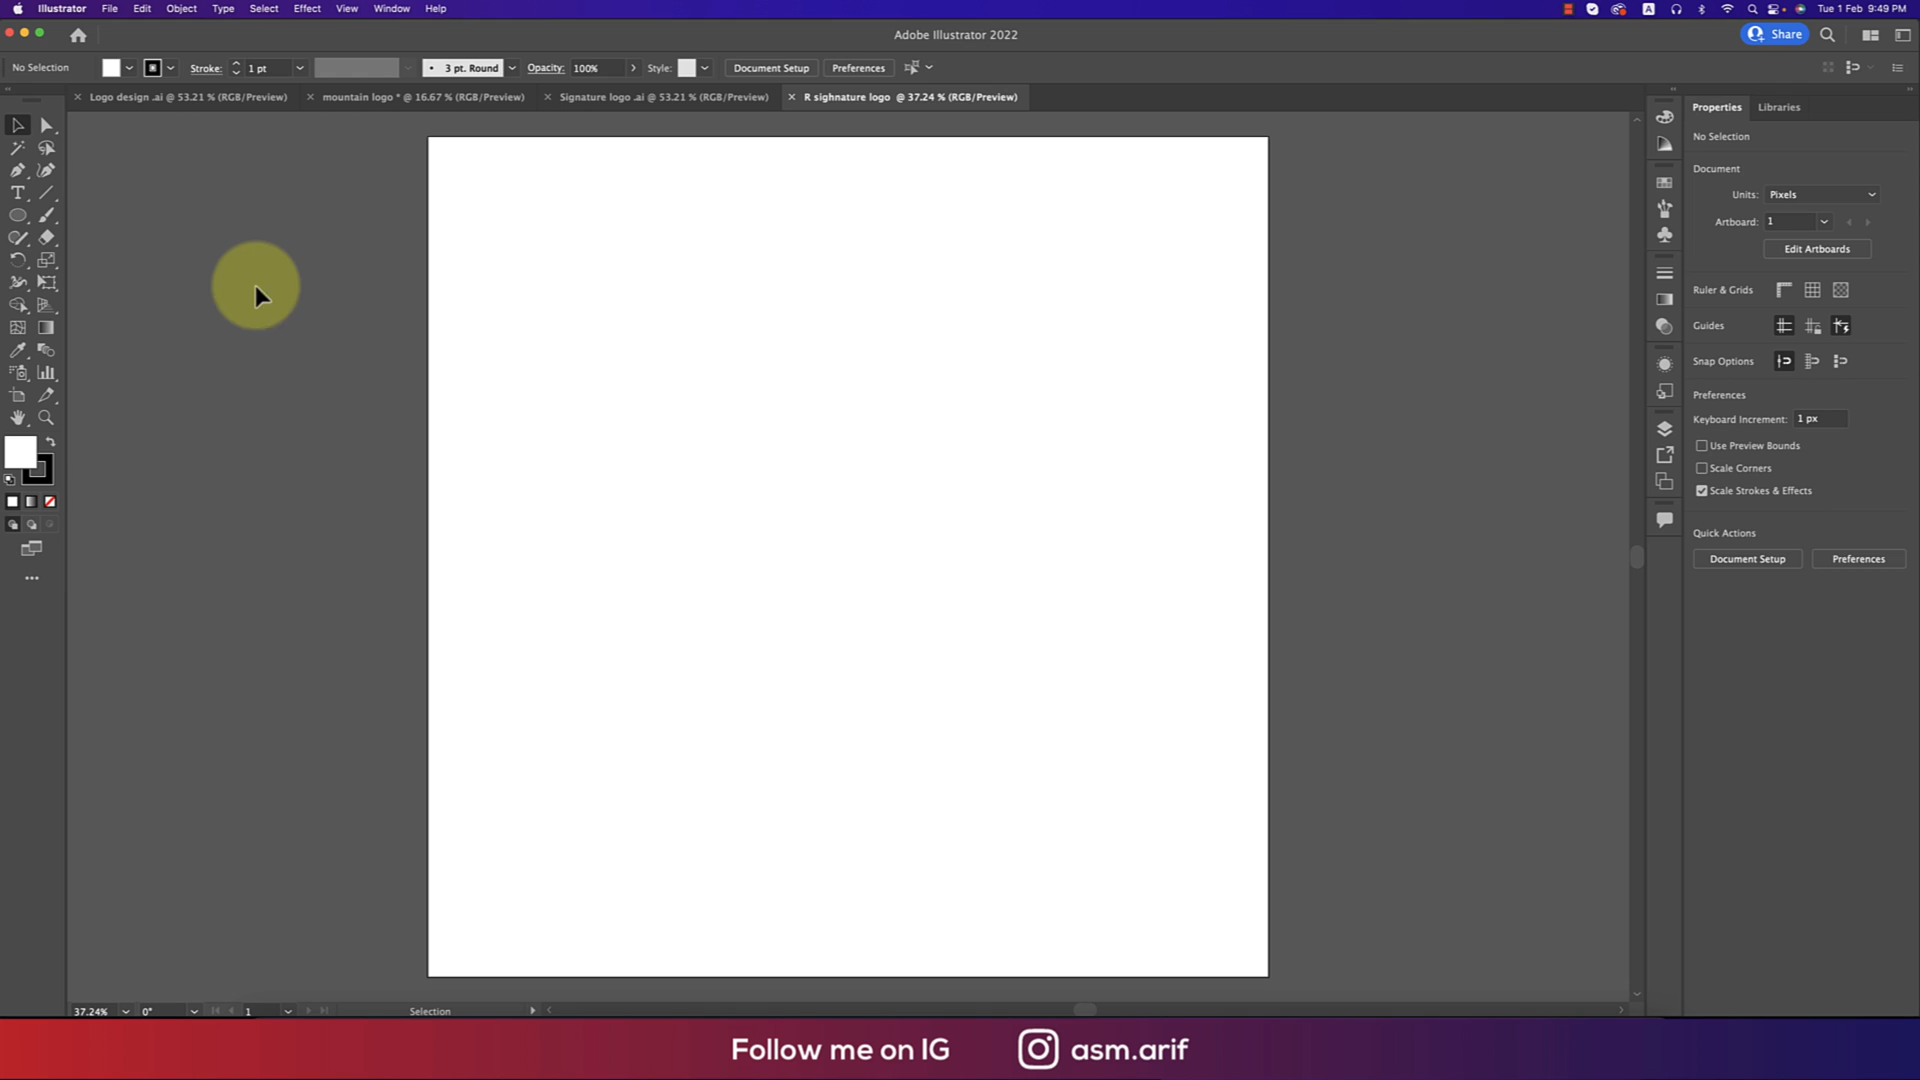 Illustrator File Edit Object Type Select Effect View Window Help
A Tue 1 Feb 9:49 PM
Adobe Illustrator 2022
Share
No Selection Stroke: 1 pt 3 pt. Round Opacity: 100% Style: Document Setup Preferences
Logo design .ai @ 53.21 % (RGB/Preview) mountain logo * @ 16.67 % (RGB/Preview) Signature logo .ai @ 53.21 % (RGB/Preview) R sighnature logo @ 37.24 % (RGB/Preview)
Properties Libraries
No Selection
Document
Units: Pixels
Artboard: 1
Edit Artboards
Ruler & Grids
Guides
Snap Options
Preferences
Keyboard Increment: 1 px
Use Preview Bounds
Scale Corners
Scale Strokes & Effects
Quick Actions
Document Setup Preferences
37.24% 0° 1 Selection
Follow me on IG asm.arif